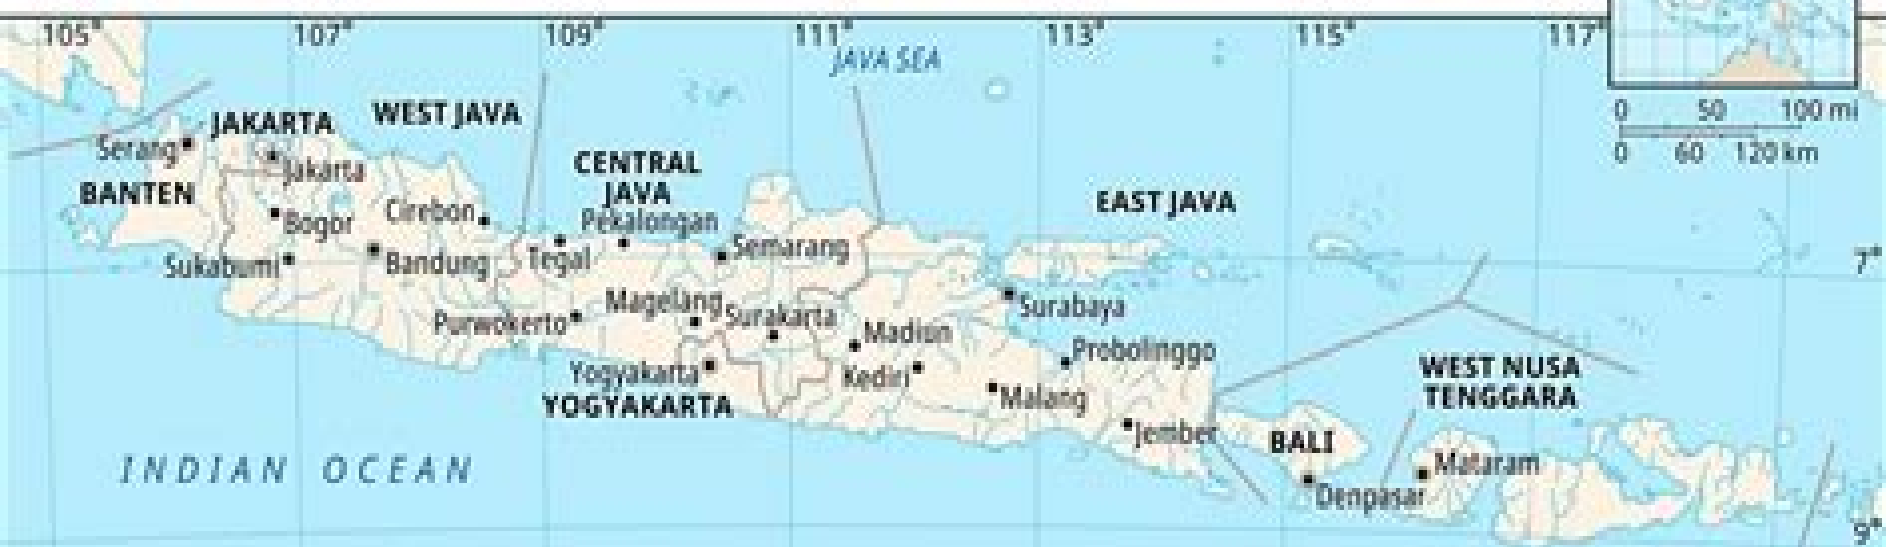 105°
107°
109°
111°
113°
115°
117°
JAVA SEA
0 50 100 mi
0 60 120 km
JAKARTA
WEST JAVA
Serang
Jakarta
CENTRAL
JAVA
BANTEN
EAST JAVA
Bogor
Cirebon
Pekalongan
Semarang
Sukabumi
Bandung
Tegal
7°
Magelang
Surakarta
Surabaya
Purwokerto
Madiun
Probolinggo
Yogyakarta
Kediri
WEST NUSA
TENGGARA
YOGYAKARTA
Malang
Jember
BALI
INDIAN OCEAN
Mataram
Denpasar
9°